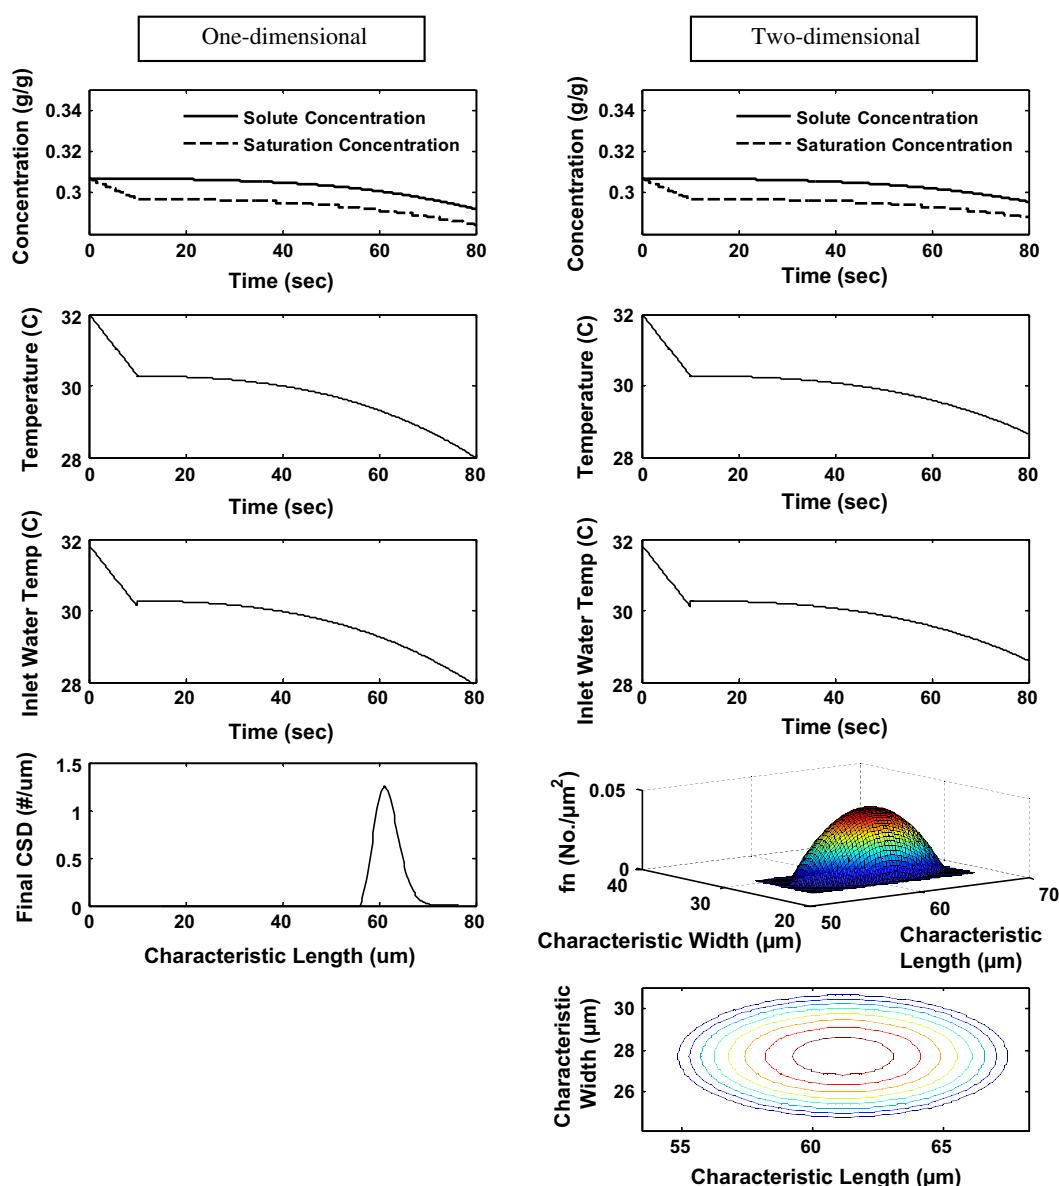 One-dimensional
Two-dimensional
Concentration (g/g)
0.34
0.32
0.3
Solute Concentration
Saturation Concentration
0 20 40 60 80
Time (sec)
Concentration (g/g)
0.34
0.32
0.3
Solute Concentration
Saturation Concentration
0 20 40 60 80
Time (sec)
Temperature (C)
32
30
28
0 20 40 60 80
Time (sec)
Temperature (C)
32
30
28
0 20 40 60 80
Time (sec)
Inlet Water Temp (C)
32
30
28
0 20 40 60 80
Time (sec)
Inlet Water Temp (C)
32
30
28
0 20 40 60 80
Time (sec)
Final CSD (#/um)
1.5
1
0.5
0
0 20 40 60 80
Characteristic Length (um)
fn (No./µm²)
0.05
0
40
30
20
50
60
70
Characteristic Width (µm)
Characteristic
Length (µm)
Characteristic
Width (µm)
30
28
26
55 60 65
Characteristic Length (µm)